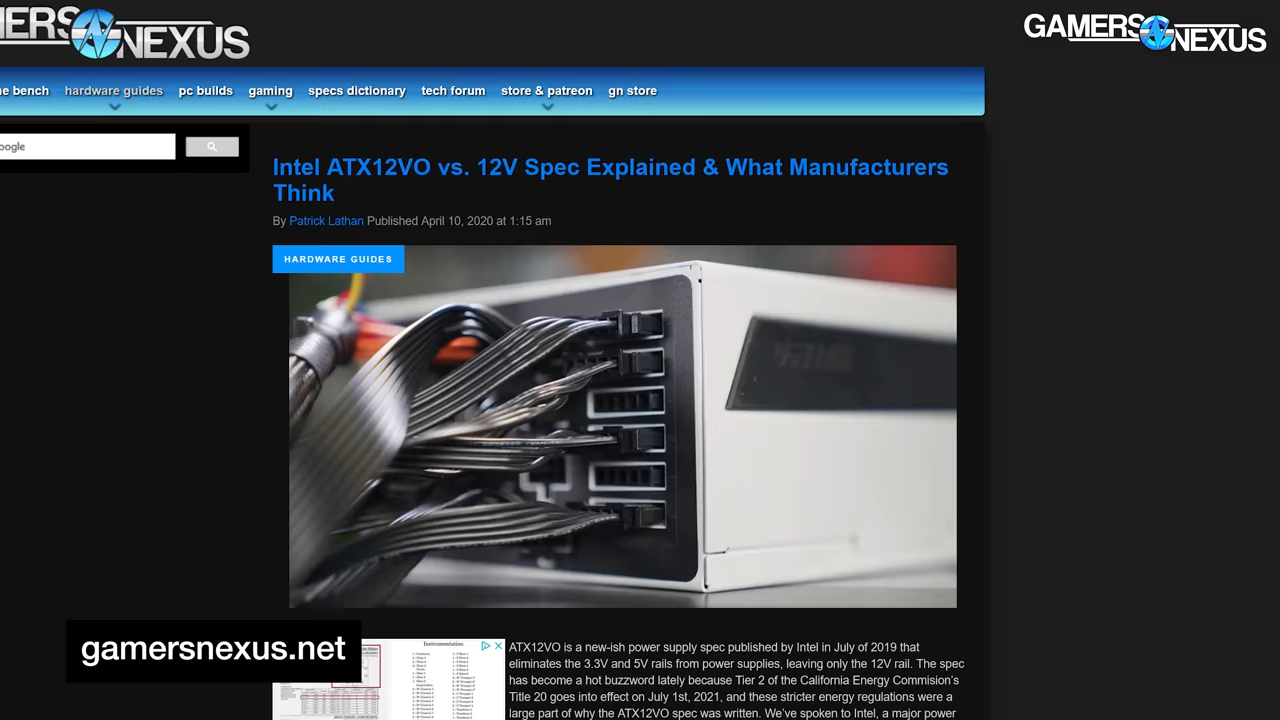 ERS NEXUS
GAMERS NEXUS
e bench hardware guides pc builds gaming specs dictionary tech forum store & patreon gn store
oogle
Intel ATX12VO vs. 12V Spec Explained & What Manufacturers
Think
By Patrick Lathan Published April 10, 2020 at 1:15 am
HARDWARE GUIDES
gamersnexus.net
Instrumentation
ATX12VO is a new-ish power supply spec published by Intel in July of 2019 that
eliminates the 3.3V and 5V rails from power supplies, leaving only the 12V rail. The spec
has become a bit of a buzzword lately because Tier 2 of the California Energy Commision's
Title 20 goes into effect on July 1st, 2021, and California energy regulations were a
large part of why the ATX12VO spec was written. We've spoken to Intel, a major power